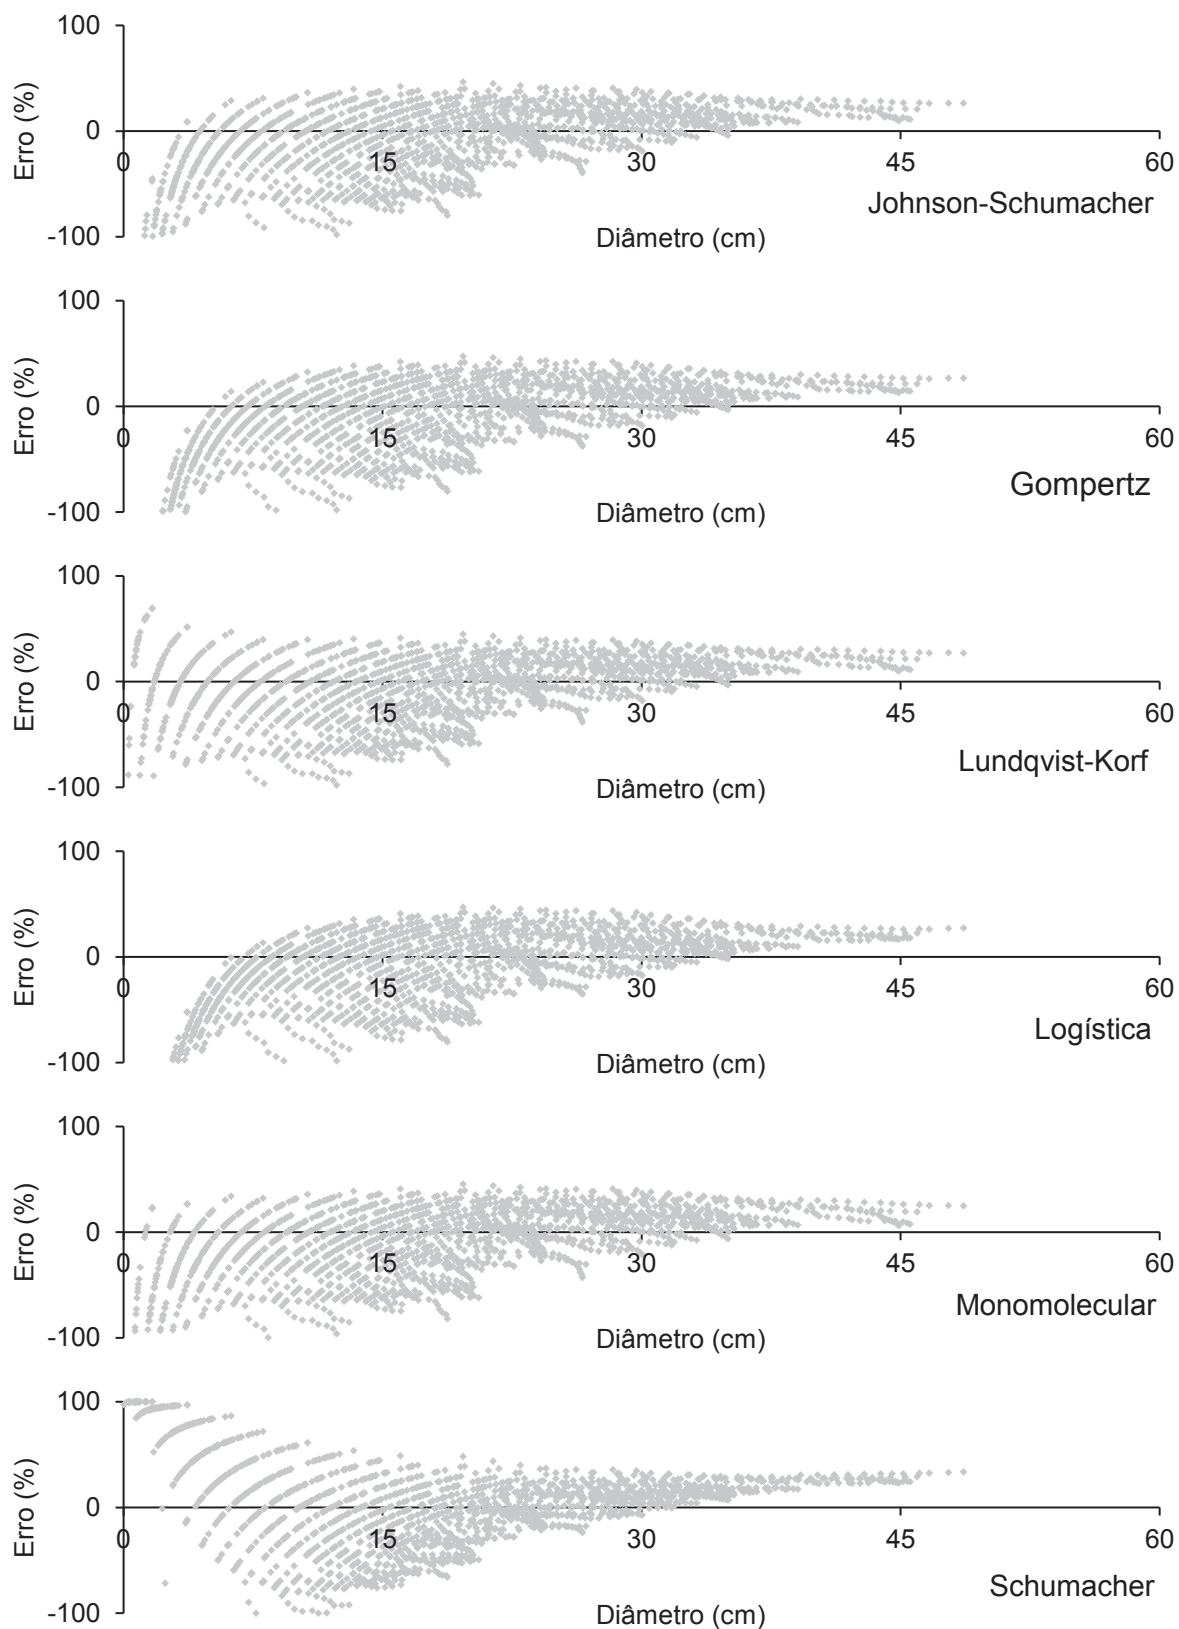 100
Erro (%)
0
0 15 30 45 60
Johnson-Schumacher
-100
Diâmetro (cm)
100
Erro (%)
0
0 15 30 45 60
Gompertz
-100
Diâmetro (cm)
100
Erro (%)
0
0 15 30 45 60
Lundqvist-Korf
-100
Diâmetro (cm)
100
Erro (%)
0
0 15 30 45 60
Logística
-100
Diâmetro (cm)
100
Erro (%)
0
0 15 30 45 60
Monomolecular
-100
Diâmetro (cm)
100
Erro (%)
0
0 15 30 45 60
Schumacher
-100
Diâmetro (cm)